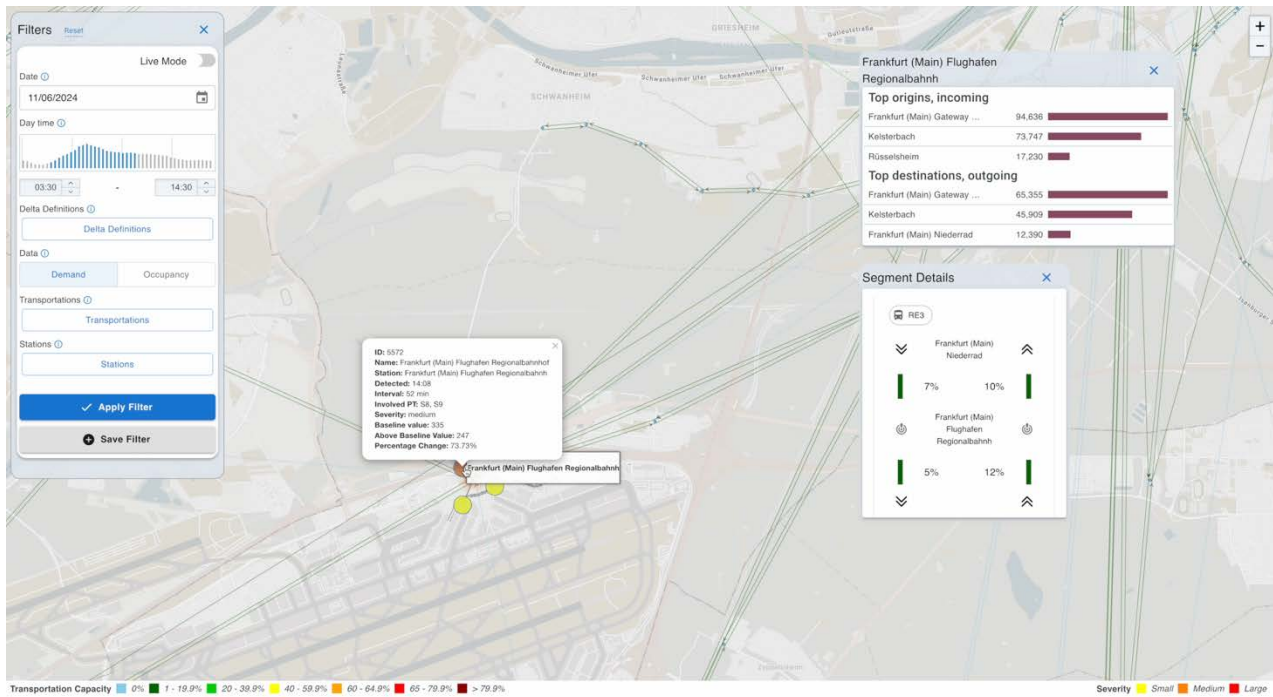 Filters Reset
Live Mode
Date
11/06/2024
Day time
03:30 - 14:30
Delta Definitions
Delta Definitions
Data
Demand Occupancy
Transportations
Transportations
Stations
Stations
Apply Filter
Save Filter
GRIESHEIM
Schwanheimer Ufer
Schwanheimer Ufer
Schwanheimer Ufer
SCHWANHEIM
ID: 5572
Name: Frankfurt (Main) Flughafen Regionalbahnhof
Station: Frankfurt (Main) Flughafen Regionalbahnh
Detected: 14:08
Interval: 52 min
Involved PT: S8, S9
Severity: medium
Baseline value: 335
Above Baseline Value: 247
Percentage Change: 73.73%
Frankfurt (Main) Flughafen Regionalbahnh
+
−
Frankfurt (Main) Flughafen
Regionalbahnh
Top origins, incoming
Frankfurt (Main) Gateway ... 94,636
Kelsterbach 73,747
Rüsselsheim 17,230
Top destinations, outgoing
Frankfurt (Main) Gateway ... 65,355
Kelsterbach 45,909
Frankfurt (Main) Niederrad 12,390
Segment Details
RE3
Frankfurt (Main)
Niederrad
7% 10%
Frankfurt (Main)
Flughafen
Regionalbahnh
5% 12%
Transportation Capacity 0% 1 - 19.9% 20 - 39.9% 40 - 59.9% 60 - 64.9% 65 - 79.9% > 79.9%
Severity Small Medium Large